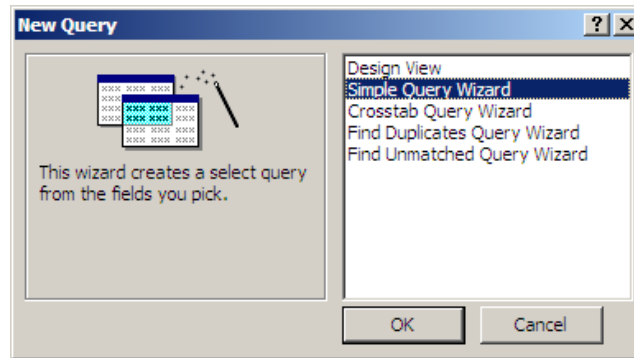 New Query
This wizard creates a select query
from the fields you pick.
Design View
Simple Query Wizard
Crosstab Query Wizard
Find Duplicates Query Wizard
Find Unmatched Query Wizard
OK
Cancel